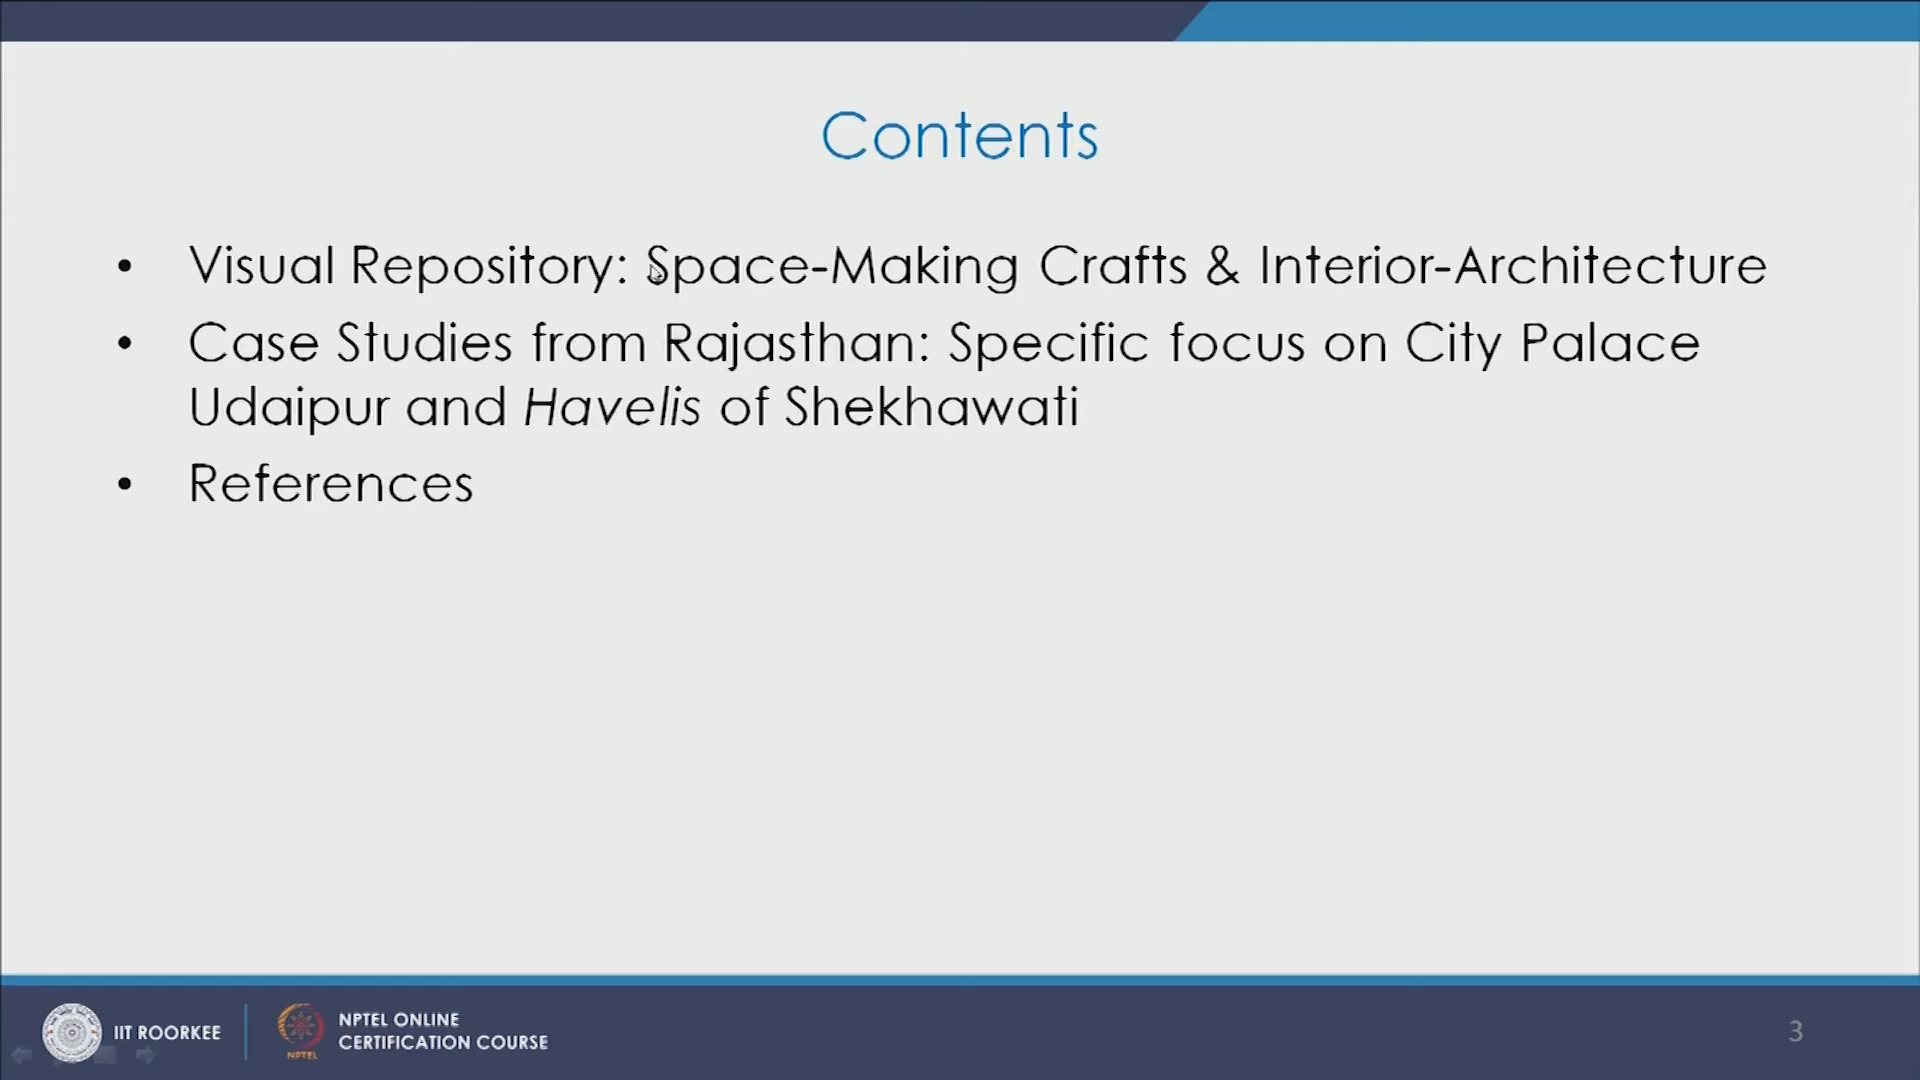 Contents
• Visual Repository: Space-Making Crafts & Interior-Architecture
• Case Studies from Rajasthan: Specific focus on City Palace
Udaipur and Havelis of Shekhawati
• References
IIT ROORKEE
NPTEL
NPTEL ONLINE
CERTIFICATION COURSE
3